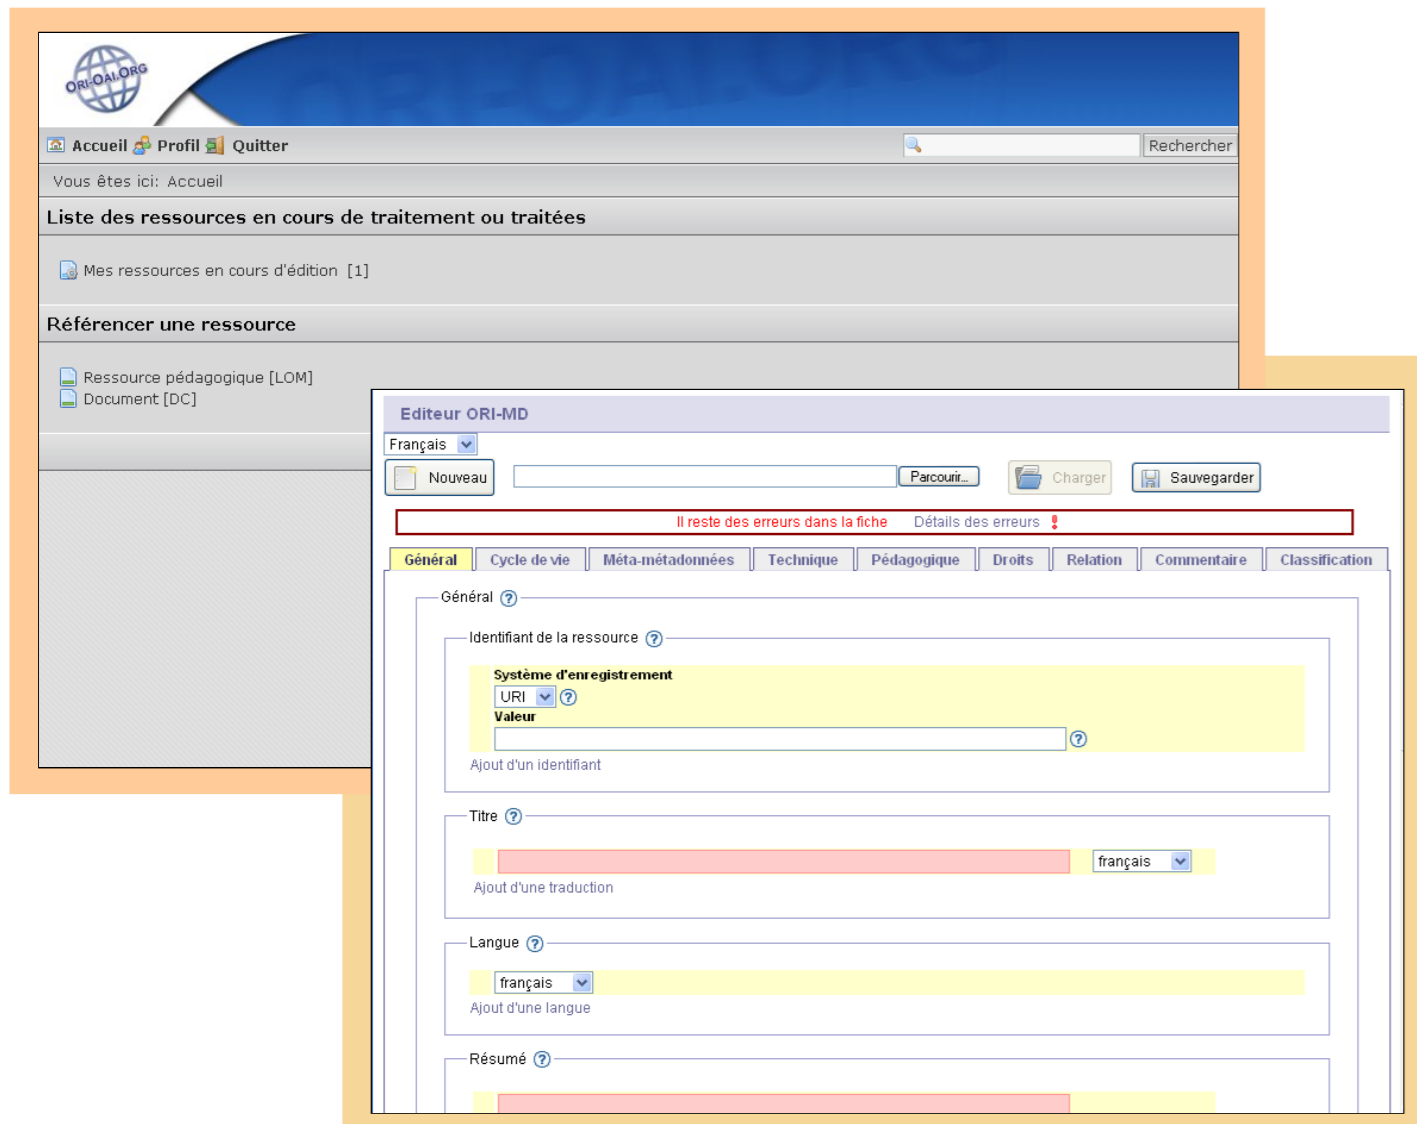 ORI-OAI.ORG
ORI-OAI.ORG
Accueil Profil Quitter Rechercher
Vous êtes ici: Accueil
Liste des ressources en cours de traitement ou traitées
Mes ressources en cours d'édition [1]
Référencer une ressource
Ressource pédagogique [LOM]
Document [DC]
Editeur ORI-MD
Français
Nouveau Parcourir... Charger Sauvegarder
Il reste des erreurs dans la fiche Détails des erreurs
Général Cycle de vie Méta-métadonnées Technique Pédagogique Droits Relation Commentaire Classification
Général
Identifiant de la ressource
Système d'enregistrement
URI
Valeur
Ajout d'un identifiant
Titre
français
Ajout d'une traduction
Langue
français
Ajout d'une langue
Résumé